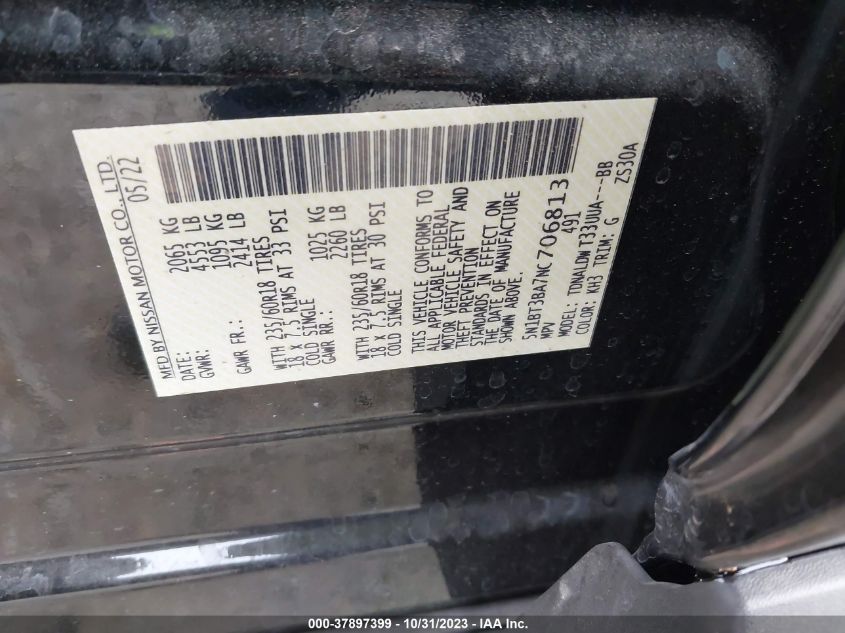 MFD BY NISSAN MOTOR CO., LTD.
DATE: 05/22
GVWR: 2065 KG
4553 LB
GAWR FR.: 1095 KG
2414 LB
WITH 235/60R18 TIRES
18 X 7.5 RIMS AT 33 PSI
COLD SINGLE
GAWR RR.: 1025 KG
2260 LB
WITH 235/60R18 TIRES
18 X 7.5 RIMS AT 30 PSI
COLD SINGLE
THIS VEHICLE CONFORMS TO
ALL APPLICABLE FEDERAL
MOTOR VEHICLE SAFETY AND
THEFT PREVENTION
STANDARDS IN EFFECT ON
THE DATE OF MANUFACTURE
SHOWN ABOVE.
5N1BT3BA7NC706813
MPV 491
MODEL: TDNALDWT33UUA---BB
COLOR: KH3 TRIM: G ZS30A
000-37897399 - 10/31/2023 - IAA Inc.